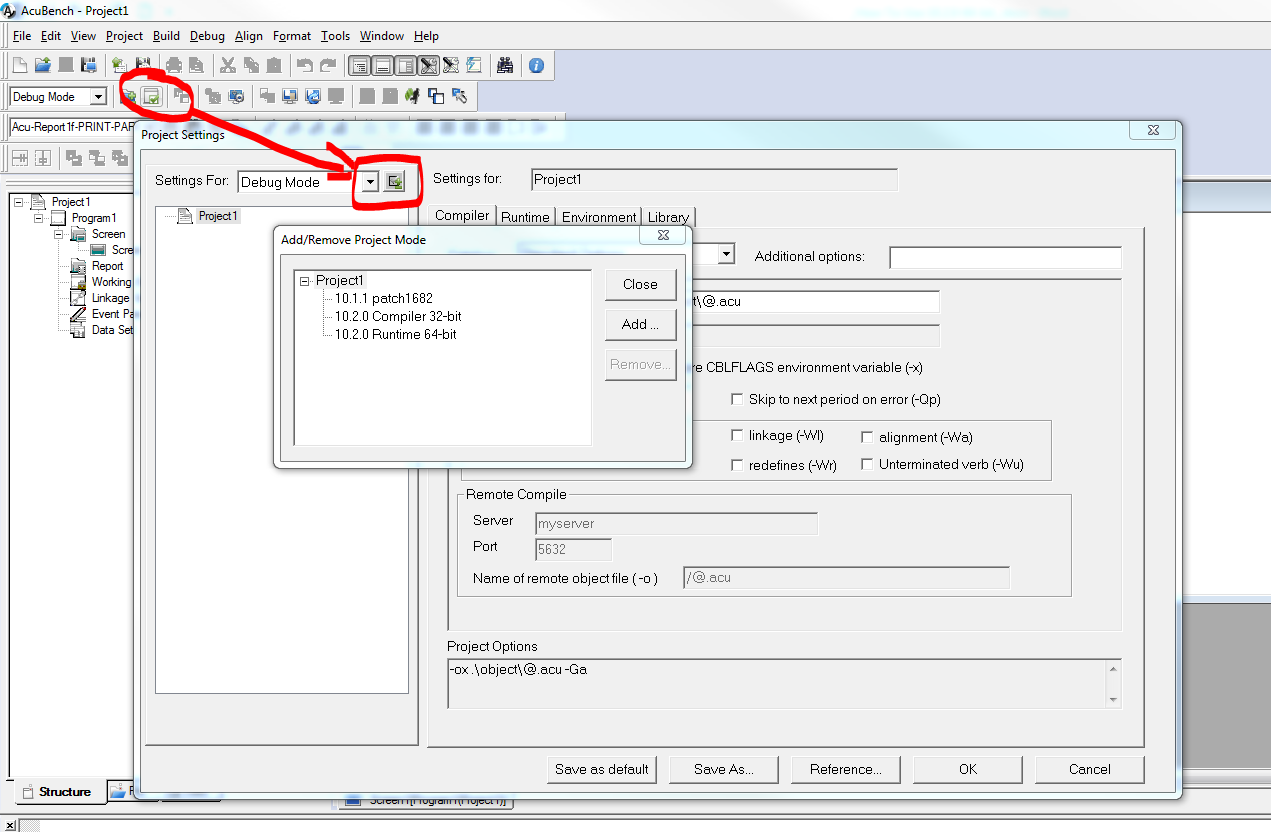 AcuBench - Project1
File Edit View Project Build Debug Align Format Tools Window Help
Debug Mode
Acu-Report1f-PRINT-PAR
Project Settings
Settings For: Debug Mode
Settings for: Project1
Project1
Program1
Screen
Scre
Report
Working
Linkage
Event Pa
Data Set
Project1
Compiler Runtime Environment Library
Add/Remove Project Mode
Project1
10.1.1 patch1682
10.2.0 Compiler 32-bit
10.2.0 Runtime 64-bit
Close
Add ...
Remove...
Additional options:
t\@.acu
re CBLFLAGS environment variable (-x)
Skip to next period on error (-Qp)
linkage (-Wl) alignment (-Wa)
redefines (-Wr) Unterminated verb (-Wu)
Remote Compile
Server myserver
Port 5632
Name of remote object file ( -o ) /@.acu
Project Options
-ox .\object\@.acu -Ga
Save as default Save As... Reference... OK Cancel
Structure
Screen1[Program1(Project1)]